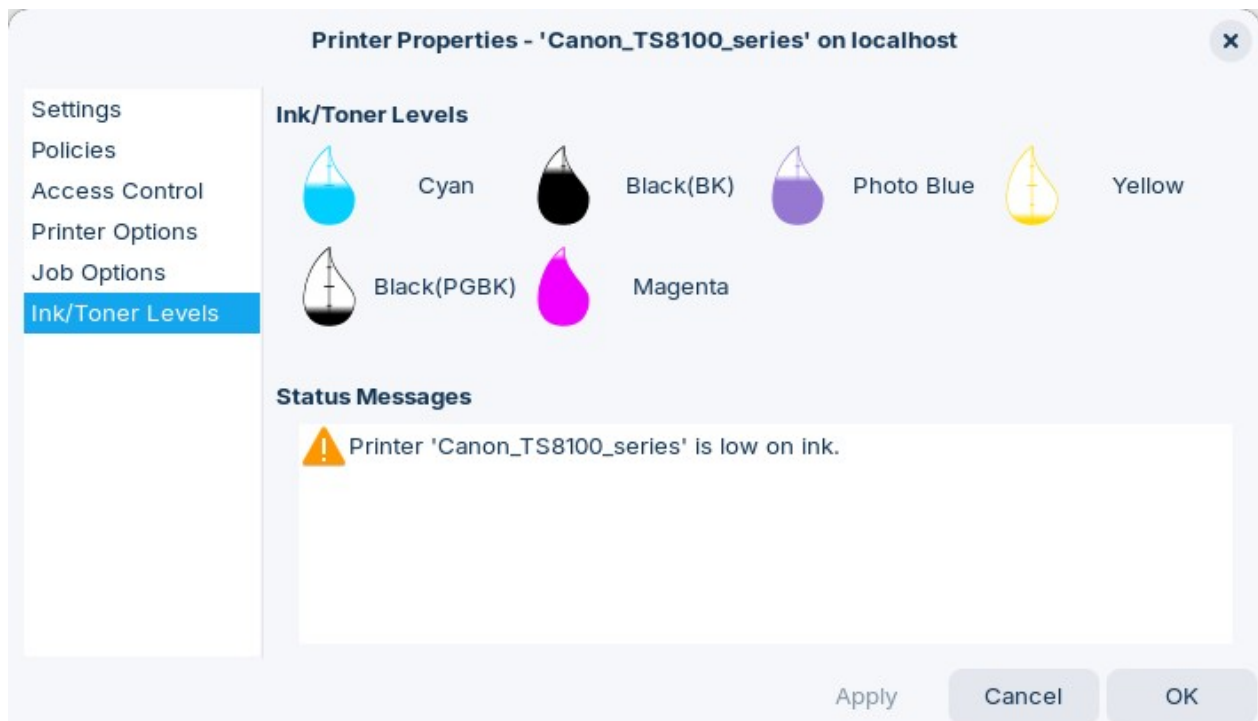 Printer Properties - 'Canon_TS8100_series' on localhost
Settings
Policies
Access Control
Printer Options
Job Options
Ink/Toner Levels
Ink/Toner Levels
Cyan
Black(BK)
Photo Blue
Yellow
Black(PGBK)
Magenta
Status Messages
Printer 'Canon_TS8100_series' is low on ink.
Apply
Cancel
OK